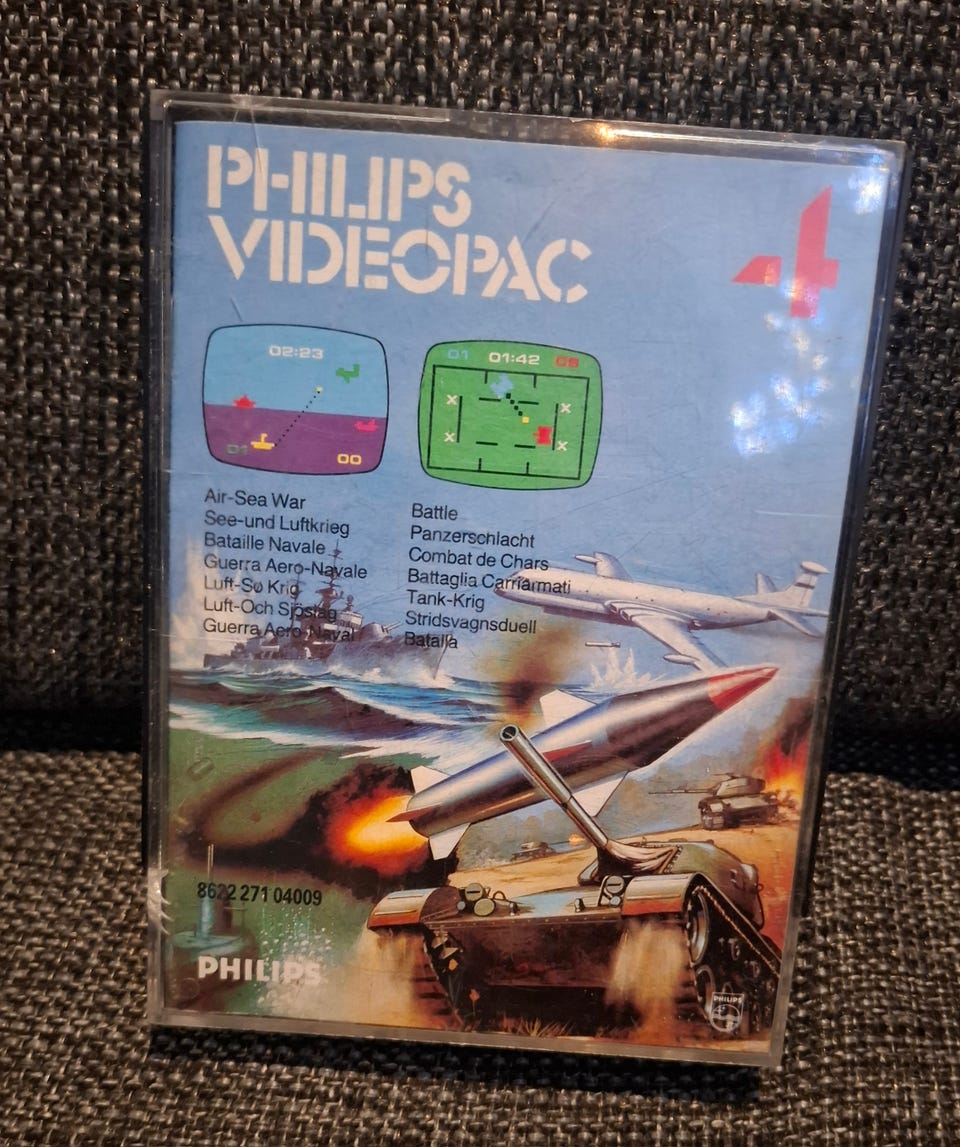 PHILIPS
VIDEOPAC
4
02:23
01
00
01 01:42 09
x x
x x
Air-Sea War
See-und Luftkrieg
Bataille Navale
Guerra Aero-Navale
Luft-Sø Krig
Luft-Och Sjöslag
Guerra Aero-Naval
Battle
Panzerschlacht
Combat de Chars
Battaglia Carriarmati
Tank-Krig
Stridsvagnsduell
Batalla
8622 271 04009
PHILIPS
PHILIPS